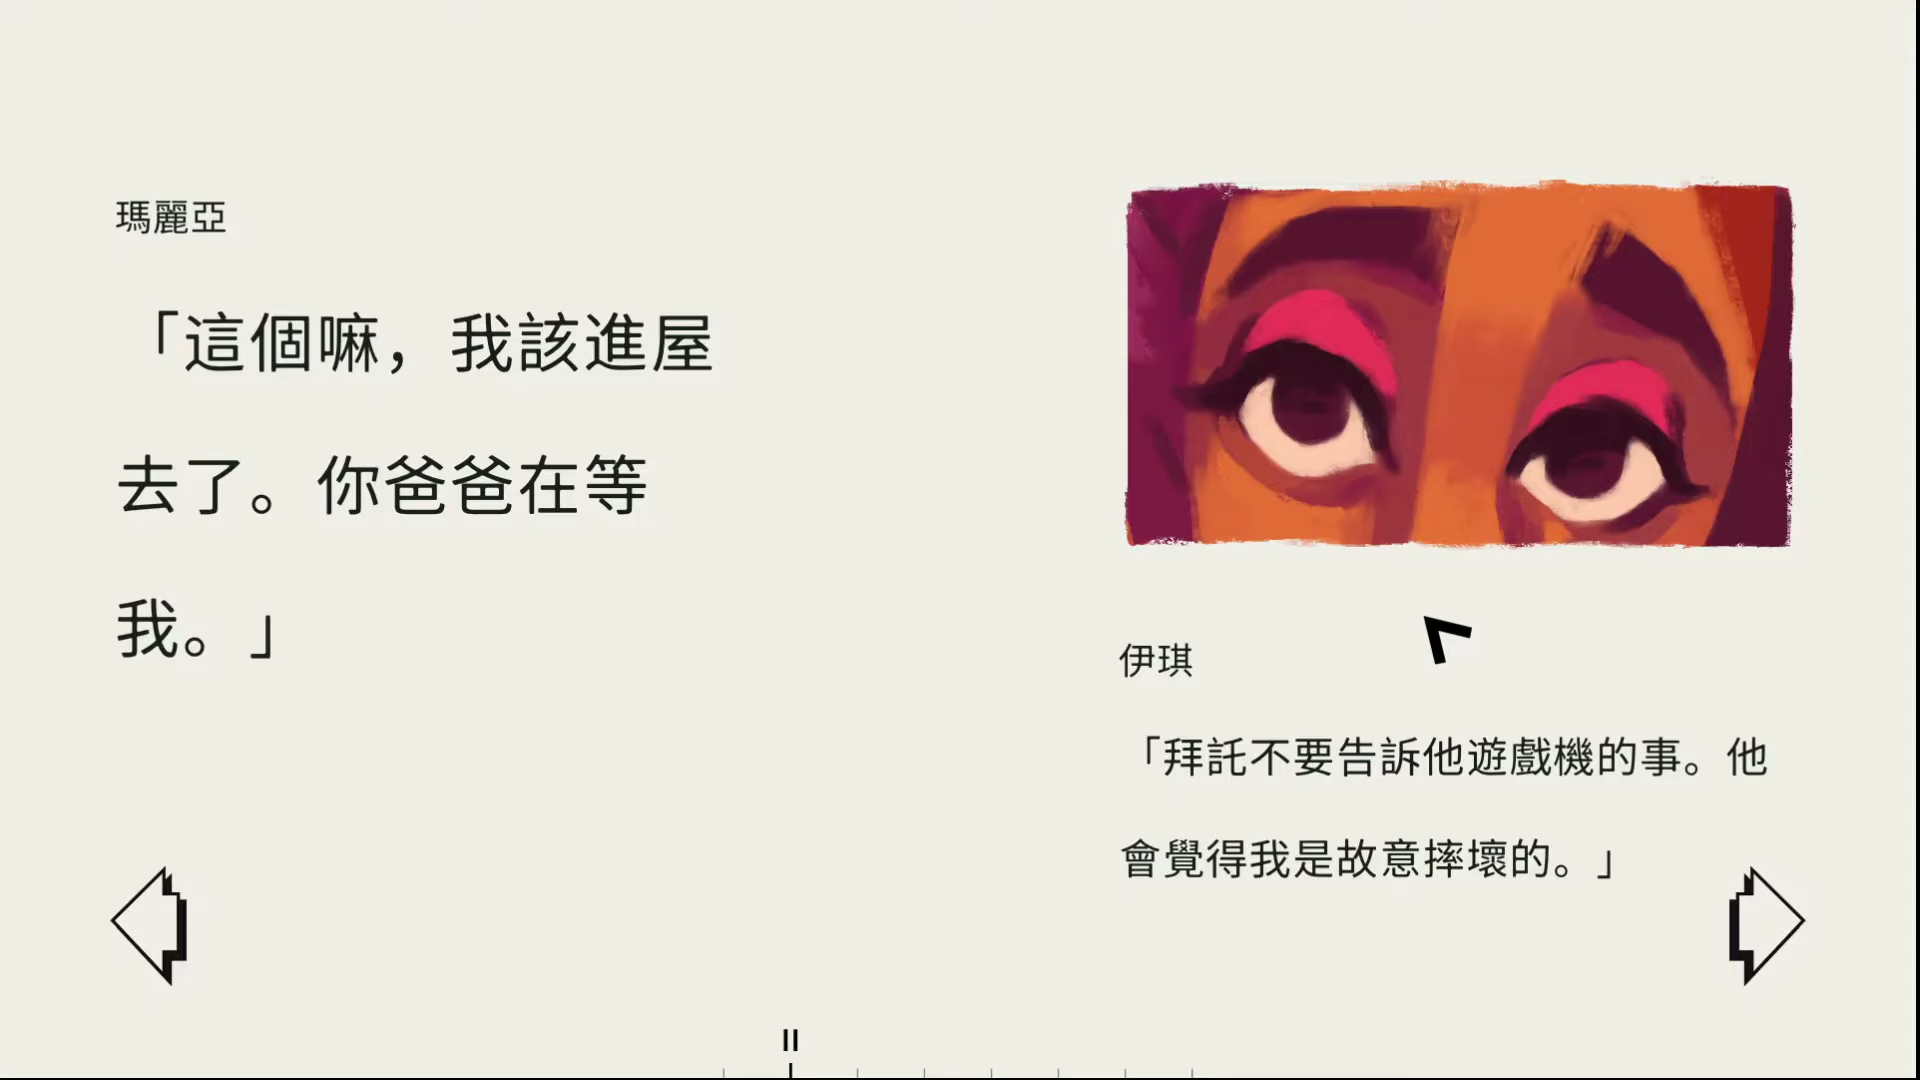 瑪麗亞
「這個嘛，我該進屋
去了。你爸爸在等
我。」
伊琪
「拜託不要告訴他遊戲機的事。他
會覺得我是故意摔壞的。」
II